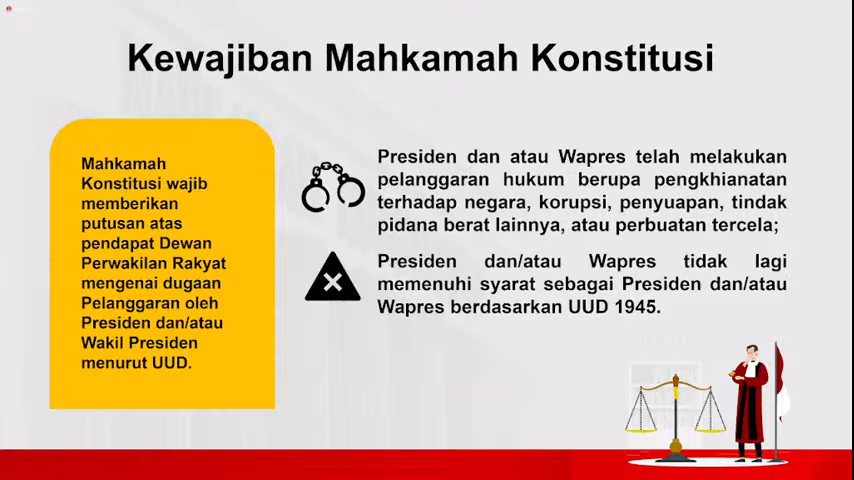 Kewajiban Mahkamah Konstitusi
Mahkamah
Konstitusi wajib
memberikan
putusan atas
pendapat Dewan
Perwakilan Rakyat
mengenai dugaan
Pelanggaran oleh
Presiden dan/atau
Wakil Presiden
menurut UUD.
Presiden dan atau Wapres telah melakukan
pelanggaran hukum berupa pengkhianatan
terhadap negara, korupsi, penyuapan, tindak
pidana berat lainnya, atau perbuatan tercela;
Presiden dan/atau Wapres tidak lagi
memenuhi syarat sebagai Presiden dan/atau
Wapres berdasarkan UUD 1945.